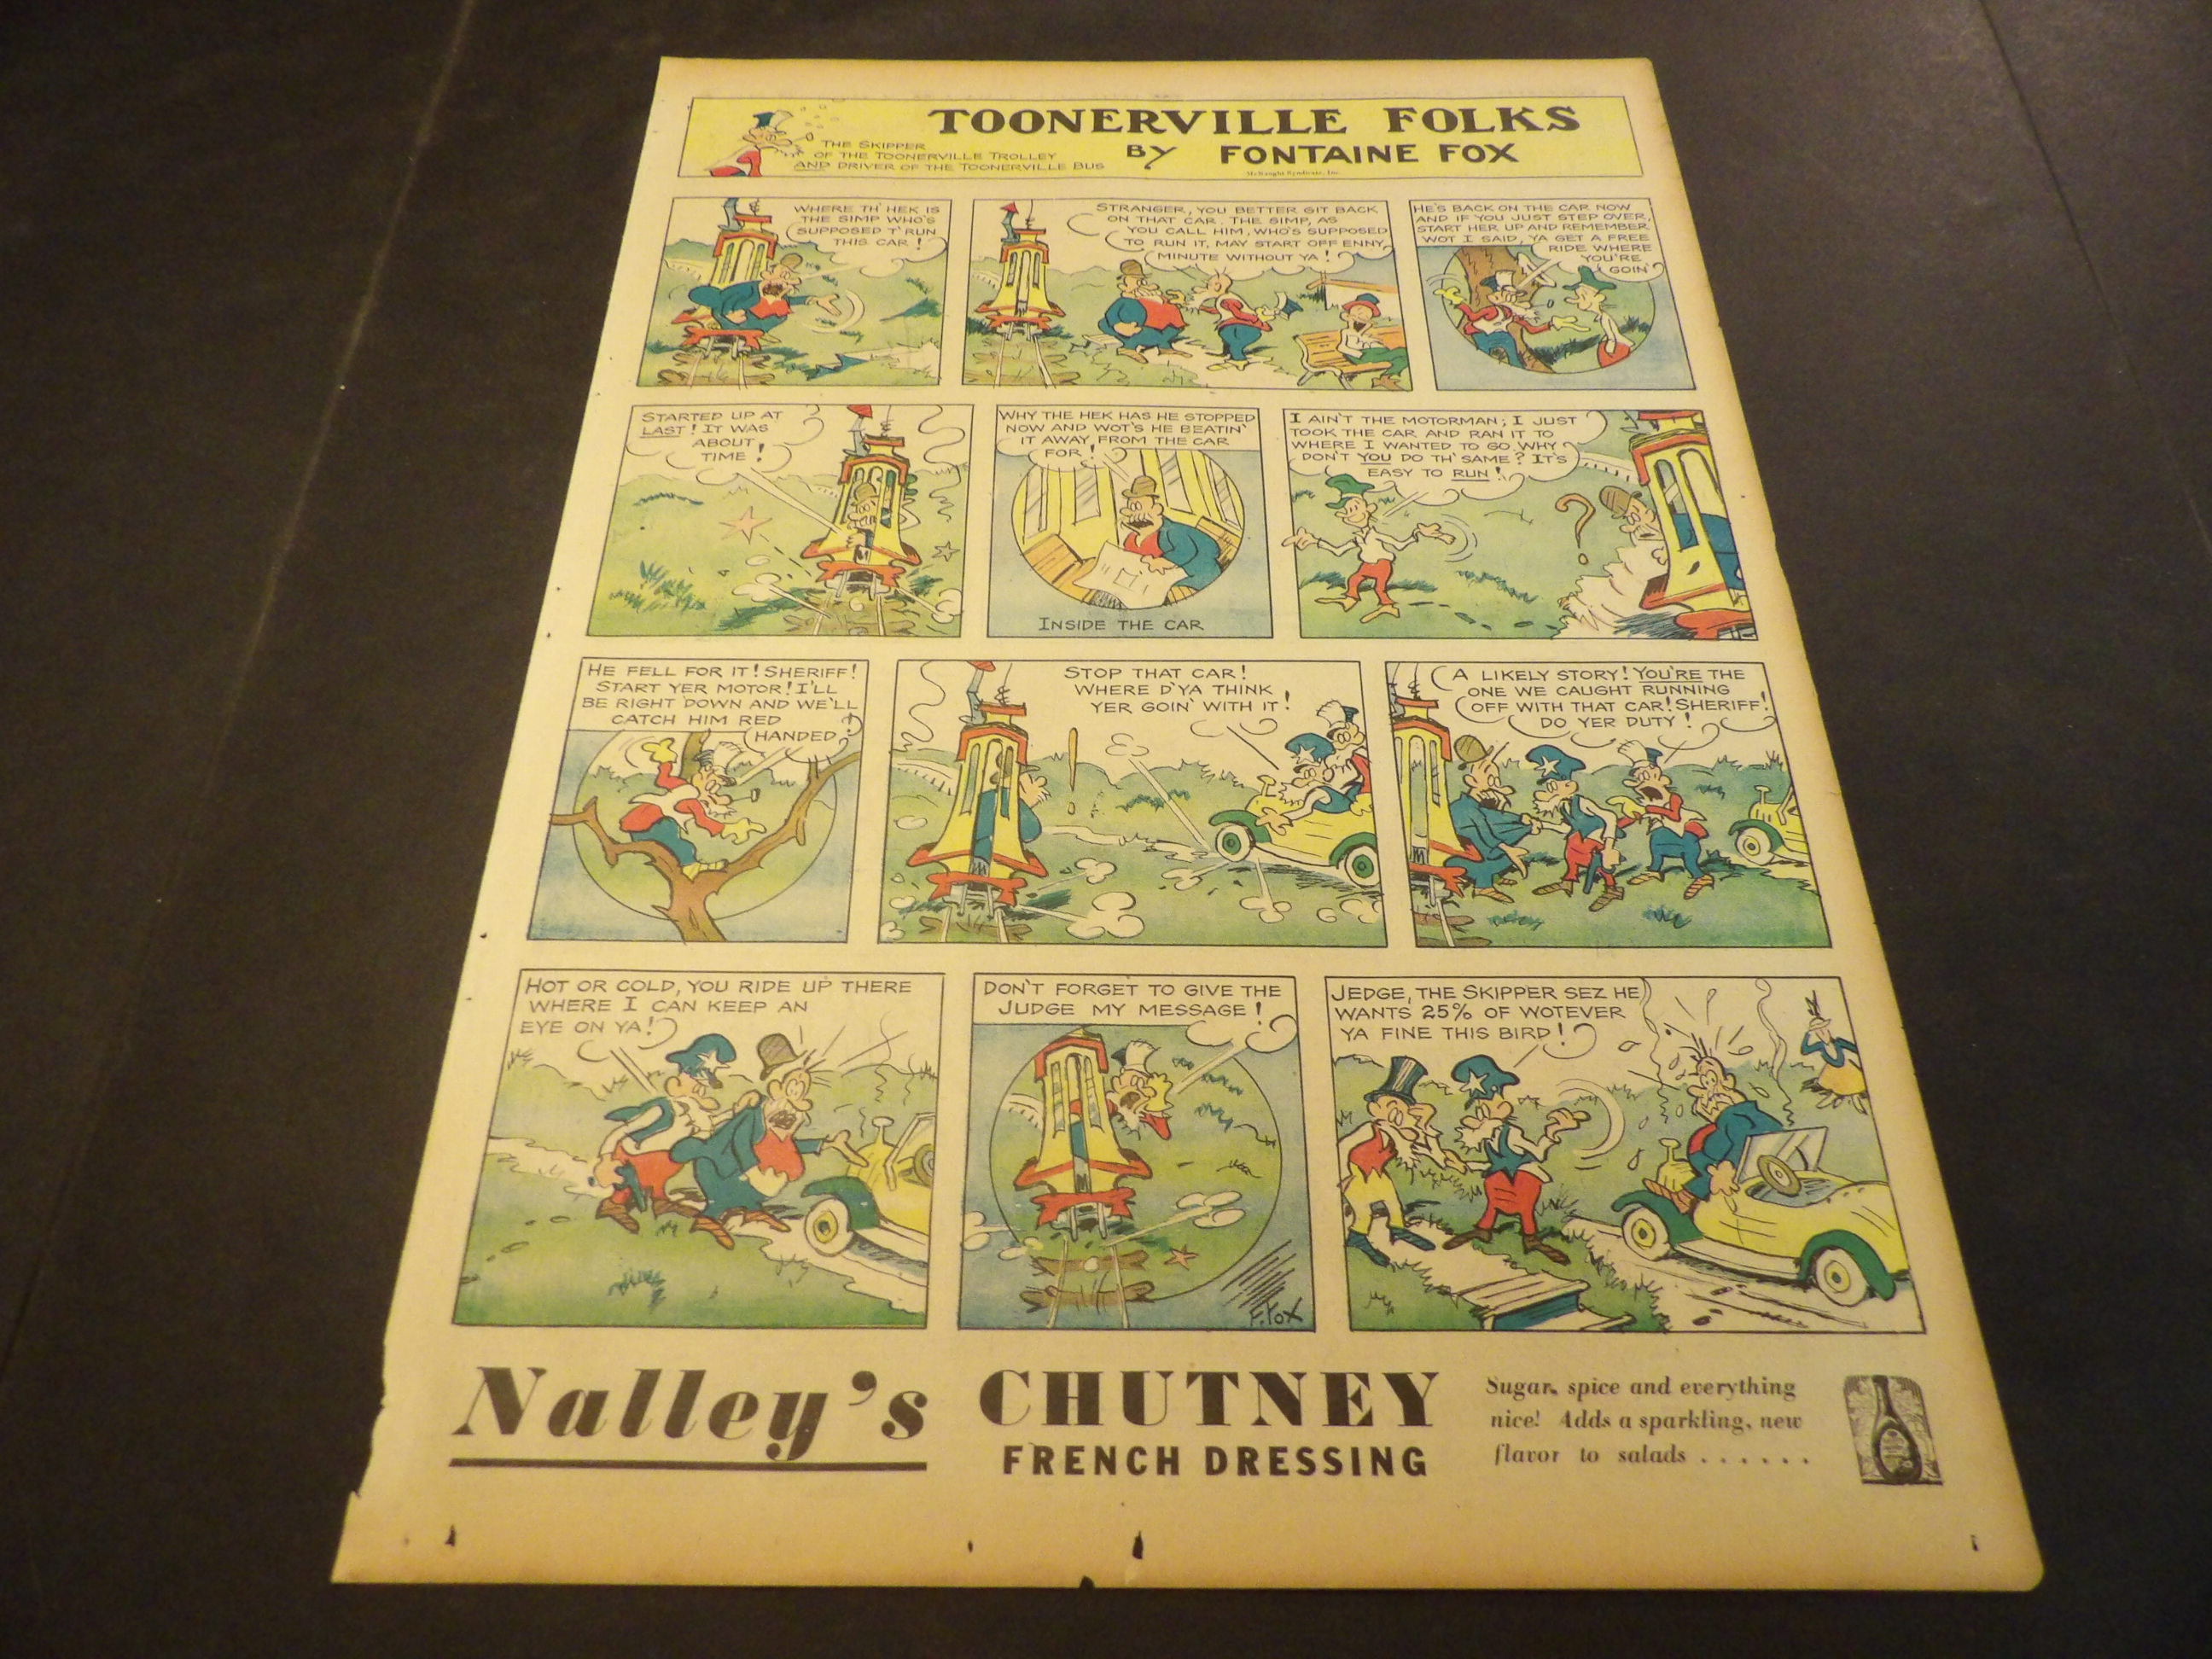 TOONERVILLE FOLKS
BY FONTAINE FOX
THE SKIPPER
OF THE TOONERVILLE TROLLEY
AND DRIVER OF THE TOONERVILLE BUS
McNaught Syndicate, Inc.
WHERE TH' HEK IS
THE SIMP WHO'S
SUPPOSED T' RUN
THIS CAR!
STRANGER, YOU BETTER GIT BACK
ON THAT CAR. THE SIMP, AS
YOU CALL HIM, WHO'S SUPPOSED
TO RUN IT, MAY START OFF ENNY
MINUTE WITHOUT YA!
HE'S BACK ON THE CAR NOW
AND IF YOU JUST STEP OVER,
START HER UP AND REMEMBER
WOT I SAID, YA GET A FREE
RIDE WHERE
YOU'RE
GOIN'
STARTED UP AT
LAST! IT WAS
ABOUT
TIME!
WHY THE HEK HAS HE STOPPED
NOW AND WOT'S HE BEATIN'
IT AWAY FROM THE CAR
FOR!
INSIDE THE CAR
I AIN'T THE MOTORMAN; I JUST
TOOK THE CAR AND RAN IT TO
WHERE I WANTED TO GO. WHY
DON'T YOU DO TH' SAME? IT'S
EASY TO RUN!
?
HE FELL FOR IT! SHERIFF!
START YER MOTOR! I'LL
BE RIGHT DOWN AND WE'LL
CATCH HIM RED
HANDED!
STOP THAT CAR!
WHERE D'YA THINK
YER GOIN' WITH IT!
!
A LIKELY STORY! YOU'RE THE
ONE WE CAUGHT RUNNING
OFF WITH THAT CAR! SHERIFF!
DO YER DUTY!
HOT OR COLD, YOU RIDE UP THERE
WHERE I CAN KEEP AN
EYE ON YA!
DON'T FORGET TO GIVE THE
JUDGE MY MESSAGE!
F. FOX
JEDGE, THE SKIPPER SEZ HE
WANTS 25% OF WOTEVER
YA FINE THIS BIRD!
Nalley's CHUTNEY
FRENCH DRESSING
Sugar, spice and everything
nice! Adds a sparkling, new
flavor to salads . . . . . .